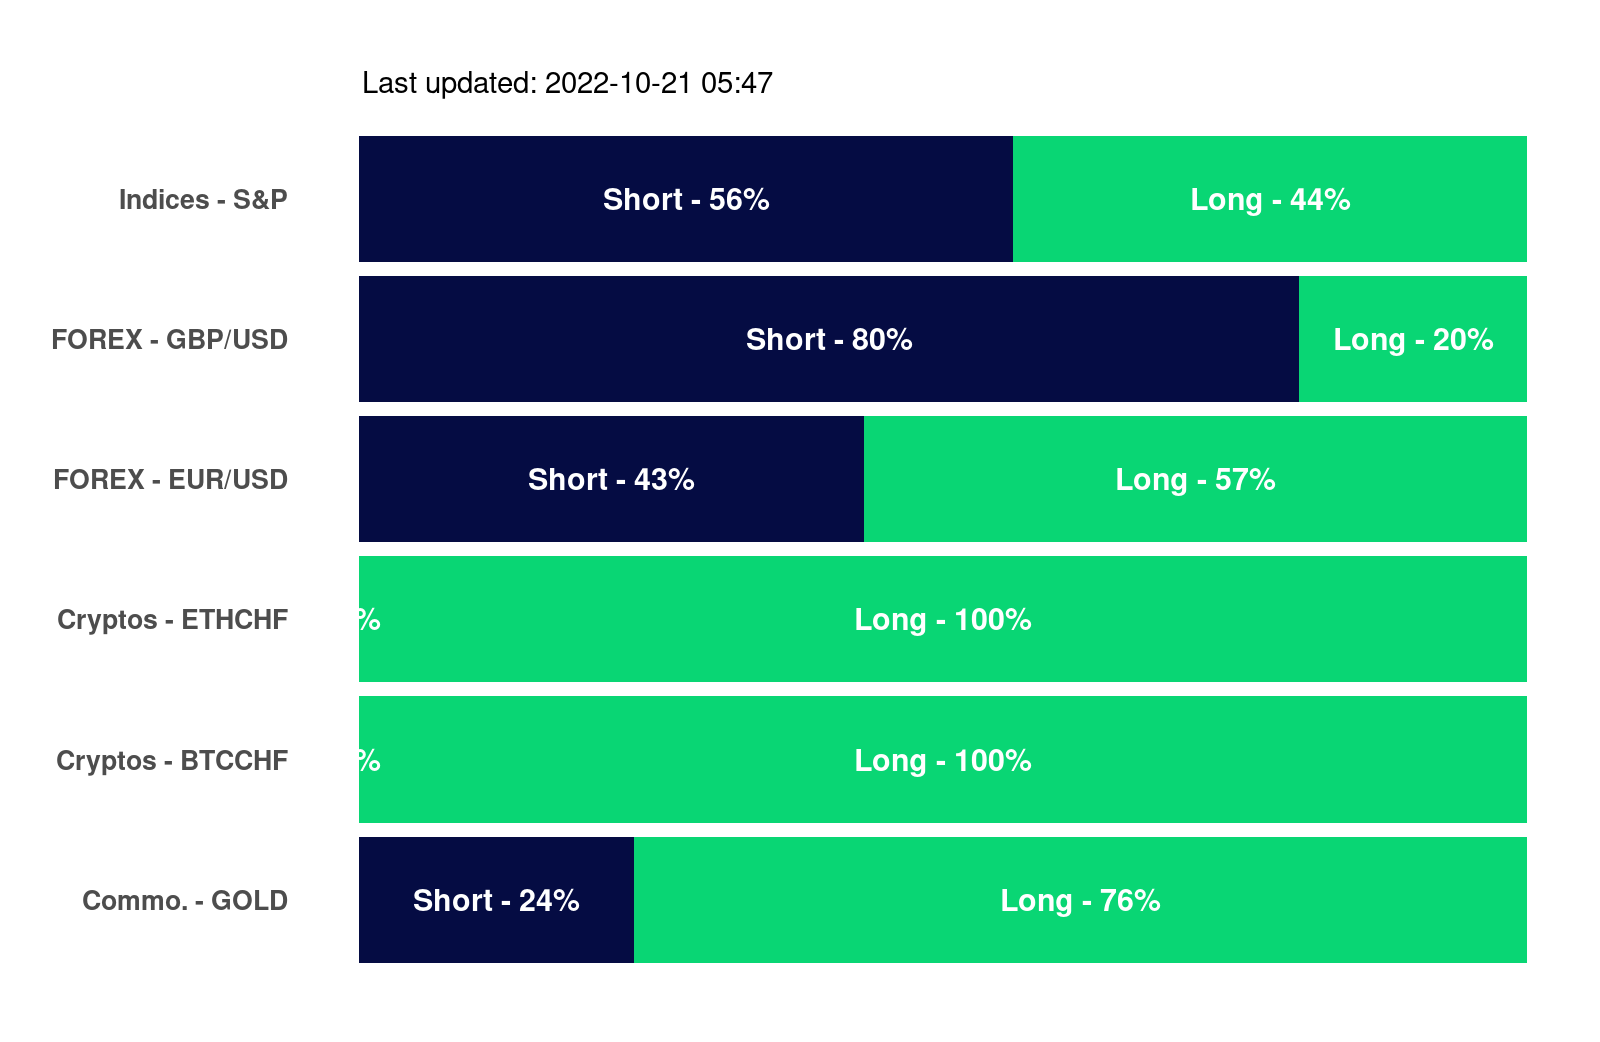 Last updated: 2022-10-21 05:47
Indices - S&P Short - 56% Long - 44%
FOREX - GBP/USD Short - 80% Long - 20%
FOREX - EUR/USD Short - 43% Long - 57%
Cryptos - ETHCHF % Long - 100%
Cryptos - BTCCHF % Long - 100%
Commo. - GOLD Short - 24% Long - 76%